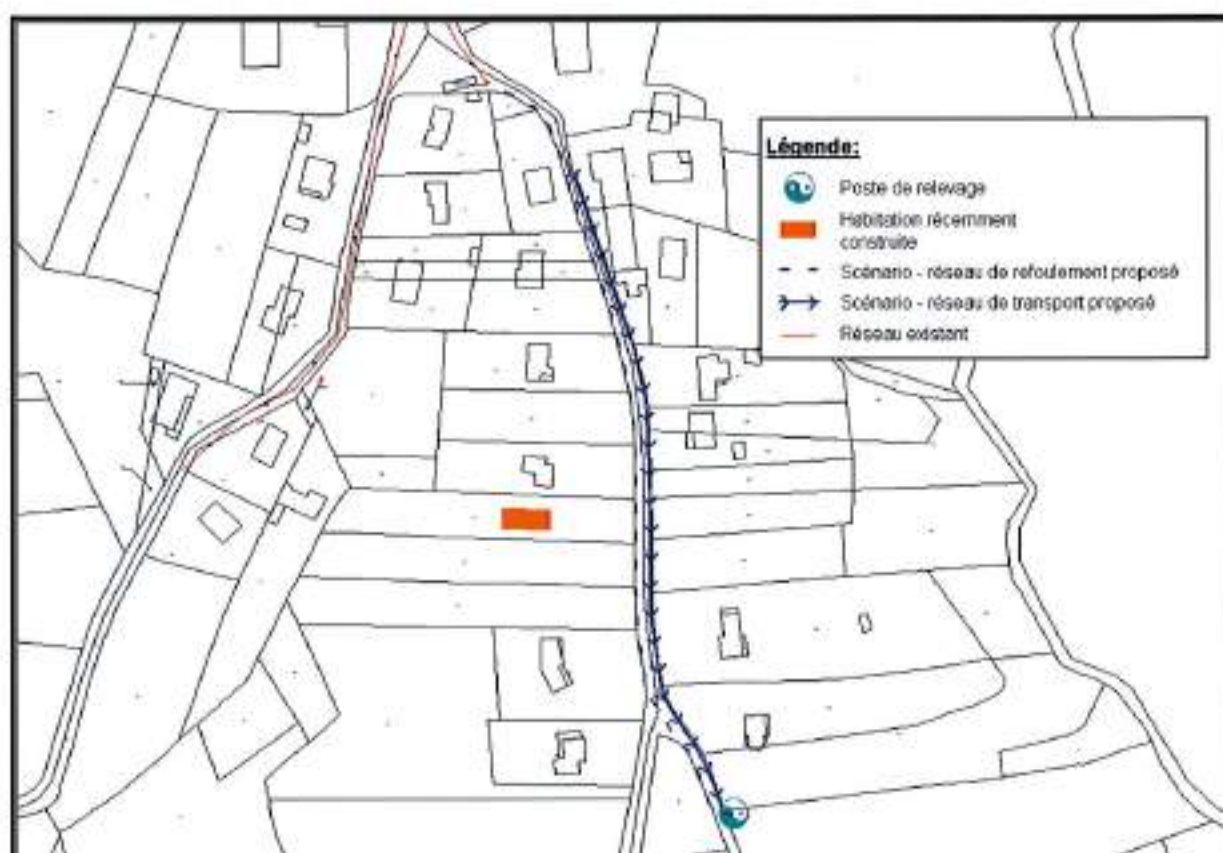 Légende:
Poste de relevage
Habitation récemment
construite
Scénario - réseau de refoulement proposé
Scénario - réseau de transport proposé
Réseau existant